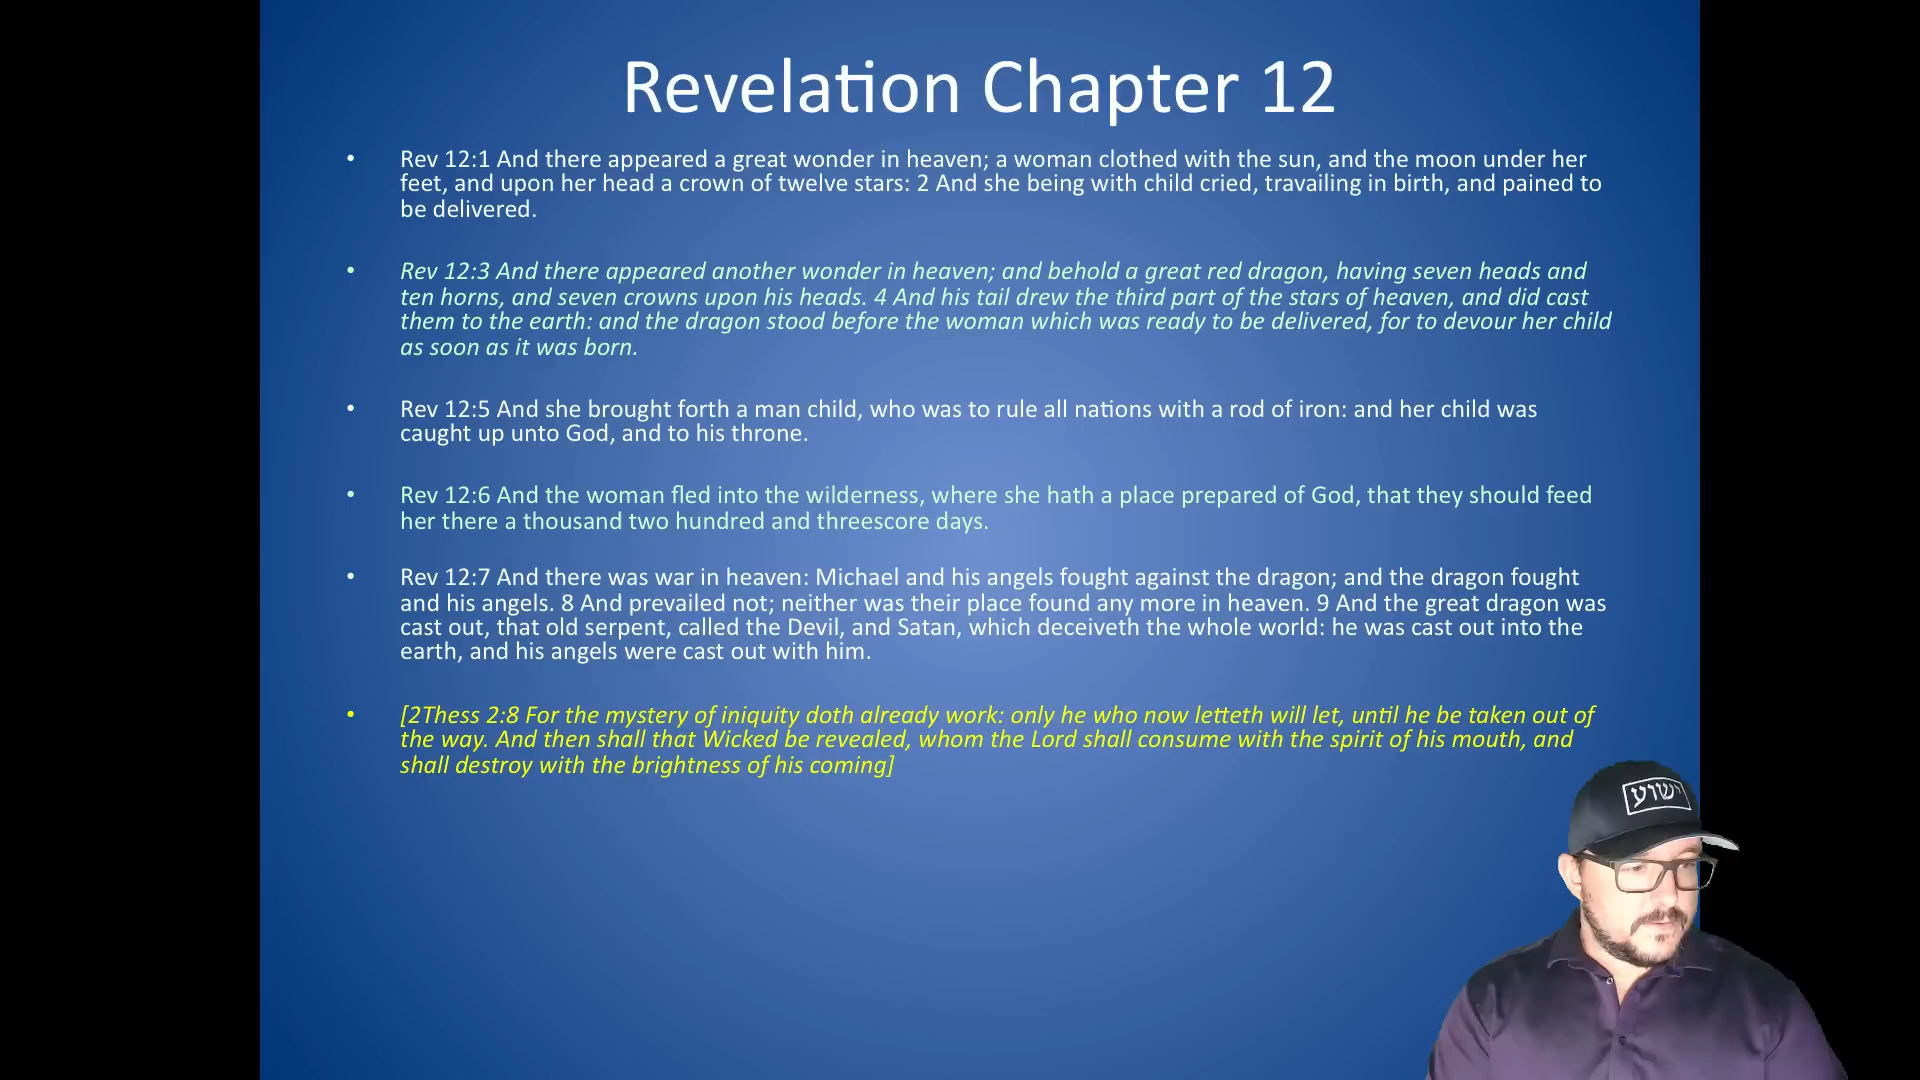 Revelation Chapter 12
• Rev 12:1 And there appeared a great wonder in heaven; a woman clothed with the sun, and the moon under her
feet, and upon her head a crown of twelve stars: 2 And she being with child cried, travailing in birth, and pained to
be delivered.
• Rev 12:3 And there appeared another wonder in heaven; and behold a great red dragon, having seven heads and
ten horns, and seven crowns upon his heads. 4 And his tail drew the third part of the stars of heaven, and did cast
them to the earth: and the dragon stood before the woman which was ready to be delivered, for to devour her child
as soon as it was born.
• Rev 12:5 And she brought forth a man child, who was to rule all nations with a rod of iron: and her child was
caught up unto God, and to his throne.
• Rev 12:6 And the woman fled into the wilderness, where she hath a place prepared of God, that they should feed
her there a thousand two hundred and threescore days.
• Rev 12:7 And there was war in heaven: Michael and his angels fought against the dragon; and the dragon fought
and his angels. 8 And prevailed not; neither was their place found any more in heaven. 9 And the great dragon was
cast out, that old serpent, called the Devil, and Satan, which deceiveth the whole world: he was cast out into the
earth, and his angels were cast out with him.
• [2Thess 2:8 For the mystery of iniquity doth already work: only he who now letteth will let, until he be taken out of
the way. And then shall that Wicked be revealed, whom the Lord shall consume with the spirit of his mouth, and
shall destroy with the brightness of his coming]
ישוע